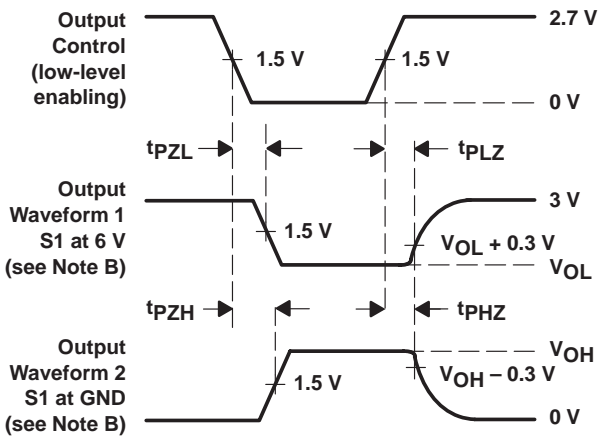 Output
Control
(low-level
enabling)
2.7 V
1.5 V
1.5 V
0 V
tPZL
tPLZ
Output
Waveform 1
S1 at 6 V
(see Note B)
3 V
1.5 V
VOL + 0.3 V
VOL
tPZH
tPHZ
Output
Waveform 2
S1 at GND
(see Note B)
VOH
1.5 V
VOH – 0.3 V
0 V